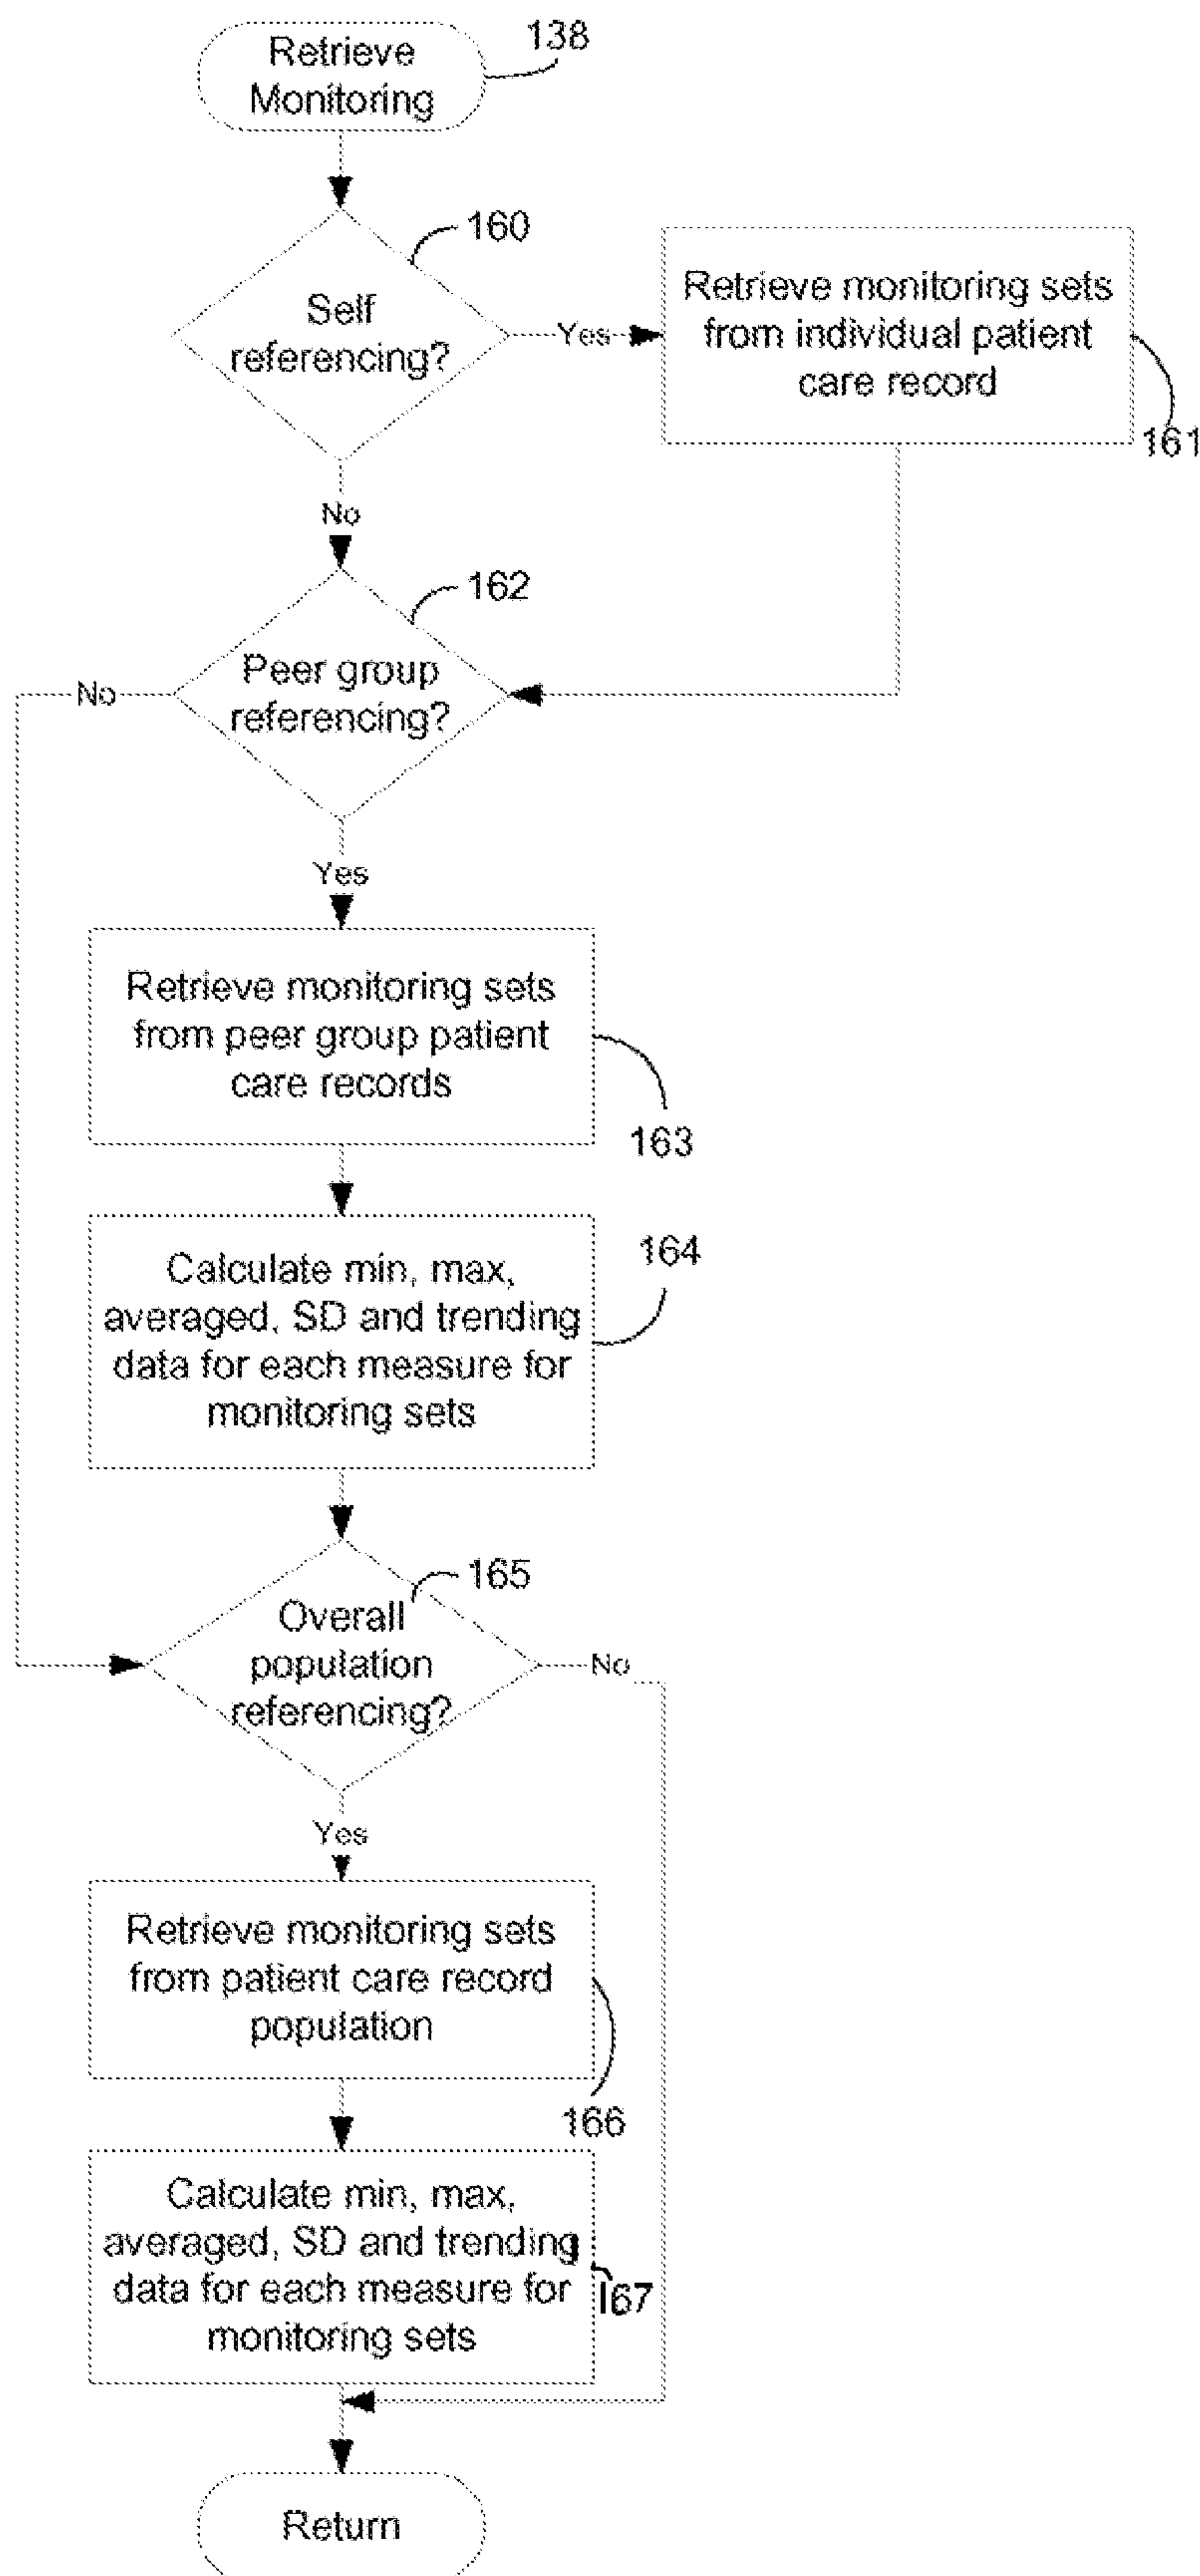 Retrieve
Monitoring
138
160
Self
referencing?
Yes
Retrieve monitoring sets
from individual patient
care record
161
No
162
Peer group
referencing?
No
Yes
Retrieve monitoring sets
from peer group patient
care records
163
Calculate min, max,
averaged, SD and trending
data for each measure for
monitoring sets
164
165
Overall
population
referencing?
No
Yes
Retrieve monitoring sets
from patient care record
population
166
Calculate min, max,
averaged, SD and trending
data for each measure for
monitoring sets
167
Return